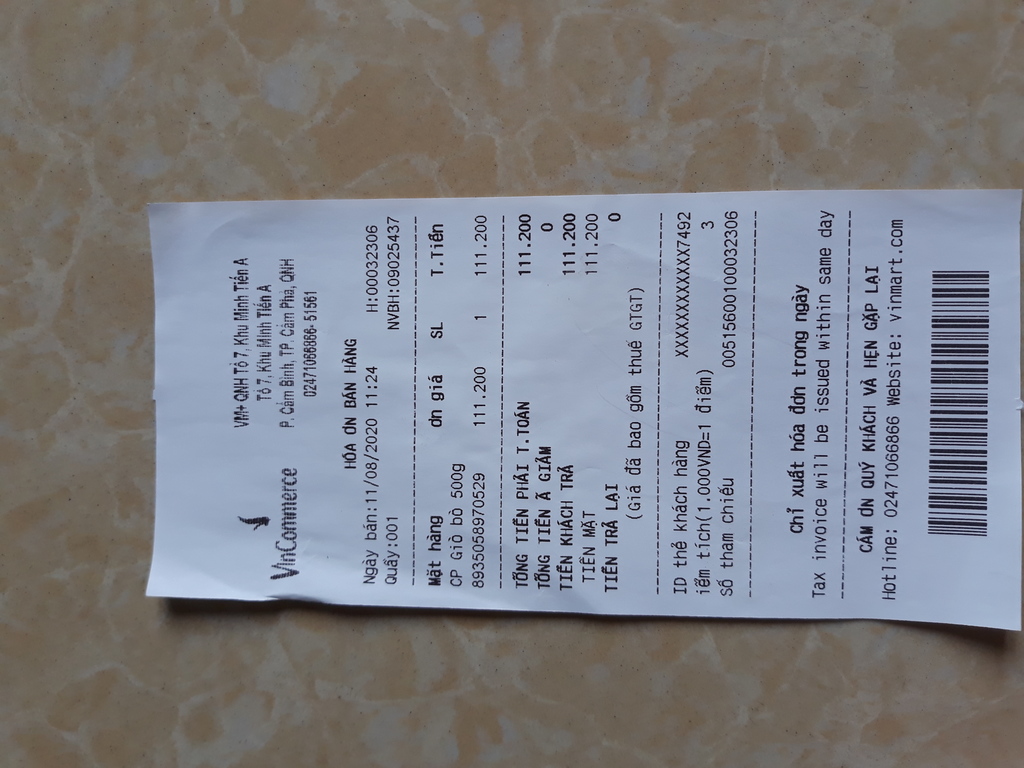 VinCommerce
VM+ QNH Tổ 7, Khu Minh Tiến A
Tổ 7, Khu Minh Tiến A
P. Cẩm Bình, TP. Cẩm Phả, QNH
02471066866- 51561
HÓA ƠN BÁN HÀNG
Ngày bán:11/08/2020 11:24 H:00032306
Quầy:001 NVBH:09025437
Mặt hàng ơn giá SL T.Tiền
CP Giò bò 500g
8935058970529 111.200 1 111.200
TỔNG TIỀN PHẢI T.TOÁN 111.200
TỔNG TIỀN Ã GIẢM 0
TIỀN KHÁCH TRẢ 111.200
TIỀN MẶT 111.200
TIỀN TRẢ LẠI 0
(Giá đã bao gồm thuế GTGT)
ID thẻ khách hàng XXXXXXXXXXXXXXX7492
iểm tích(1.000VND=1 điểm) 3
Số tham chiếu 00515600100032306
Chỉ xuất hóa đơn trong ngày
Tax invoice will be issued within same day
CẢM ƠN QUÝ KHÁCH VÀ HẸN GẶP LẠI
Hotline: 02471066866 Website: vinmart.com